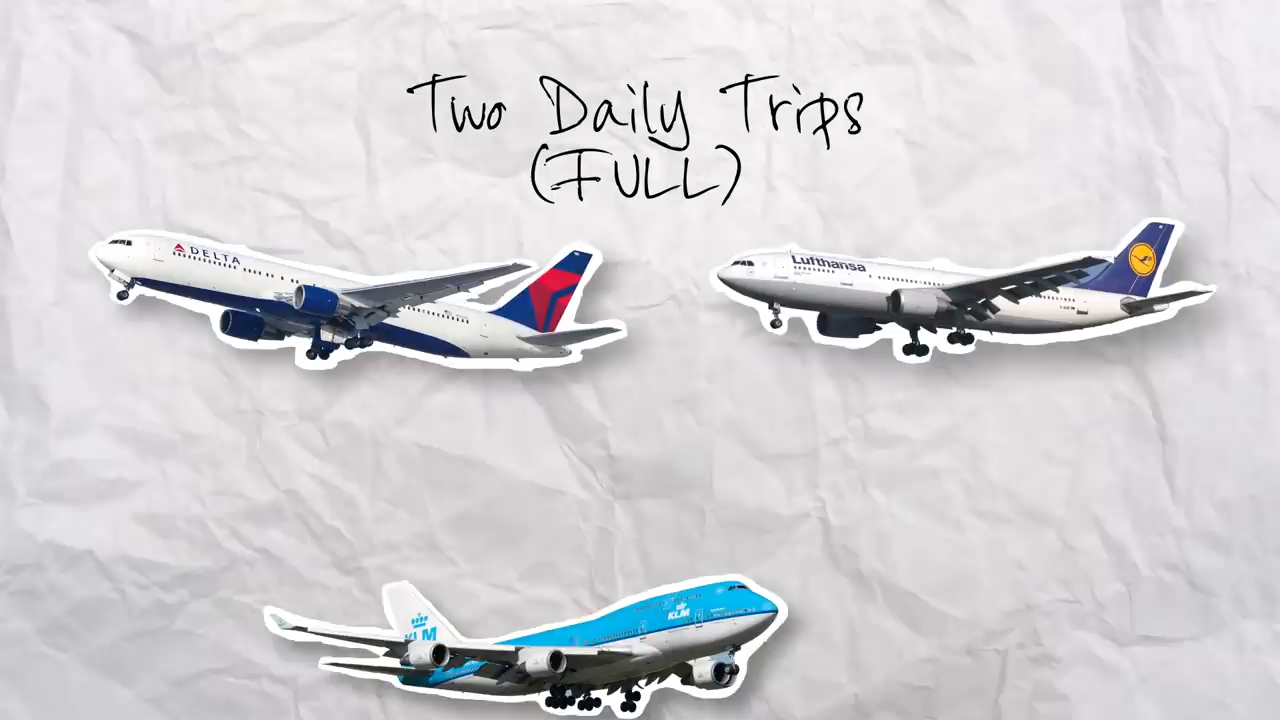 Two Daily Trips
(FULL)
DELTA
Lufthansa
KLM
KLM